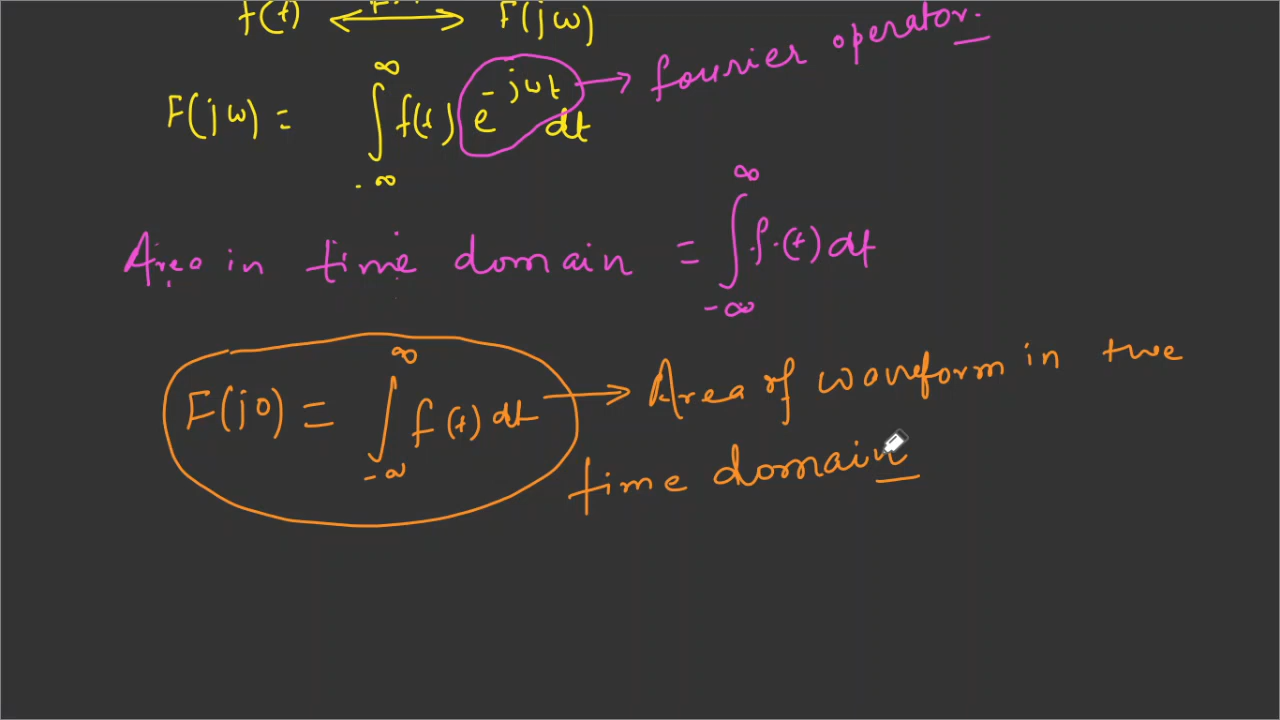 f(t) ⟷ F(jω)
F(jω) = ∫_{-∞}^{∞} f(t) e^{-jωt} dt → fourier operator.
Area in time domain = ∫_{-∞}^{∞} f(t) dt
F(j0) = ∫_{-∞}^{∞} f(t) dt → Area of waveform in the
time domain